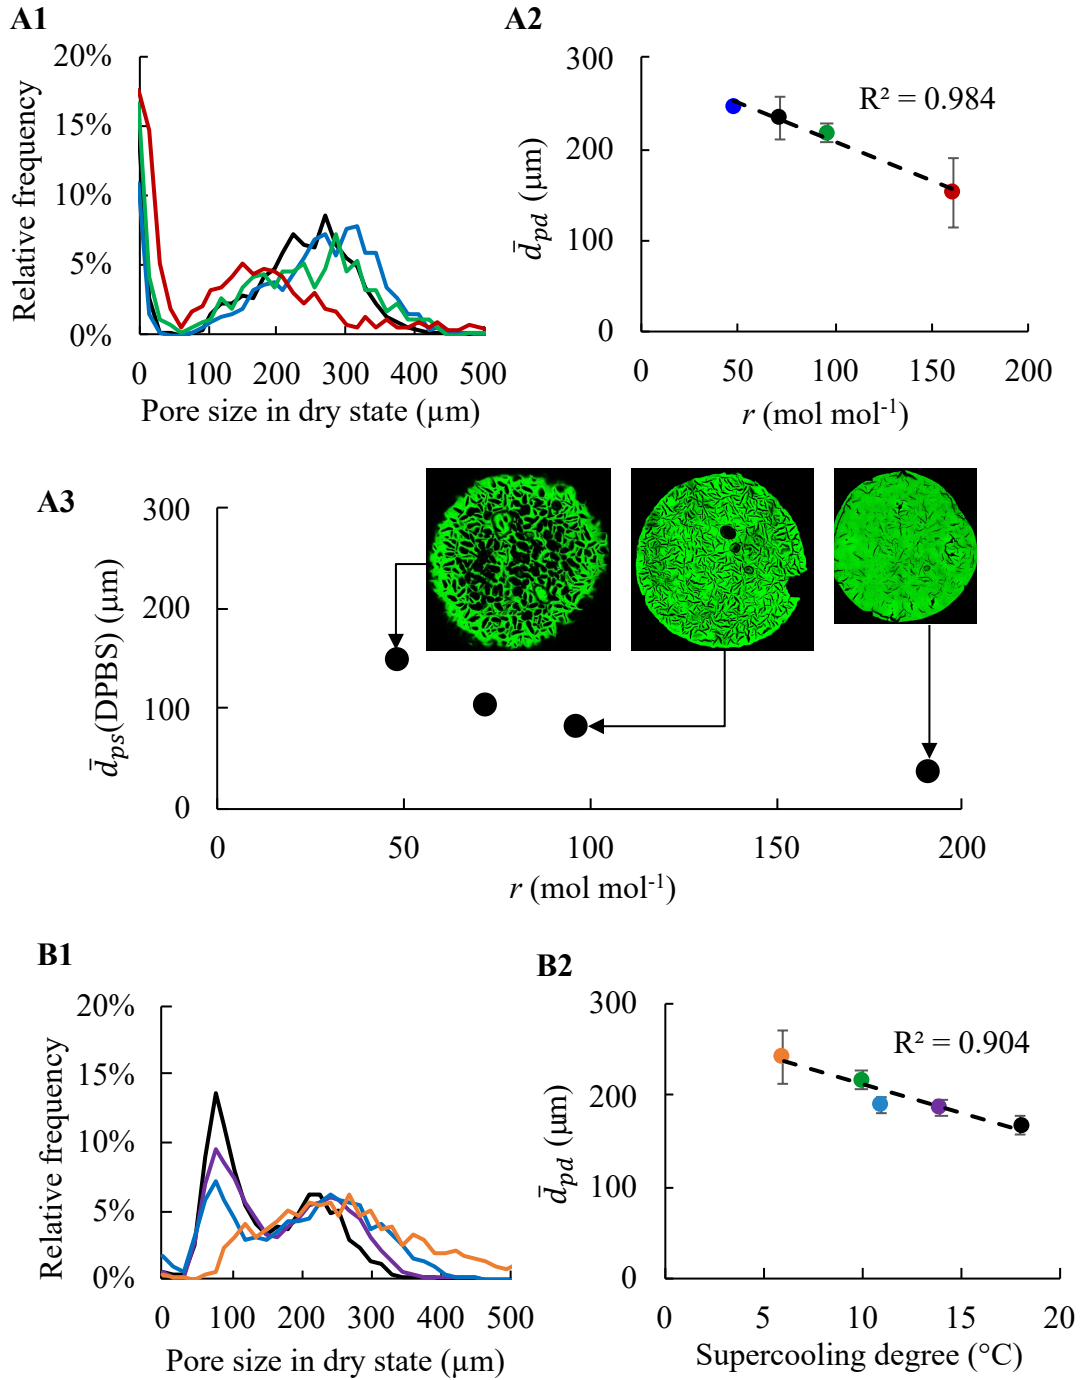 A1
20%
15%
10%
5%
0%
Relative frequency
0 100 200 300 400 500
Pore size in dry state (µm)
A2
300
200
100
0
d̄pd (µm)
R² = 0.984
0 50 100 150 200
r (mol mol-1)
A3
300
200
100
0
d̄ps(DPBS) (µm)
0 50 100 150 200
r (mol mol-1)
B1
20%
15%
10%
5%
0%
Relative frequency
0 100 200 300 400 500
Pore size in dry state (µm)
B2
300
200
100
0
d̄pd (µm)
R² = 0.904
0 5 10 15 20
Supercooling degree (°C)